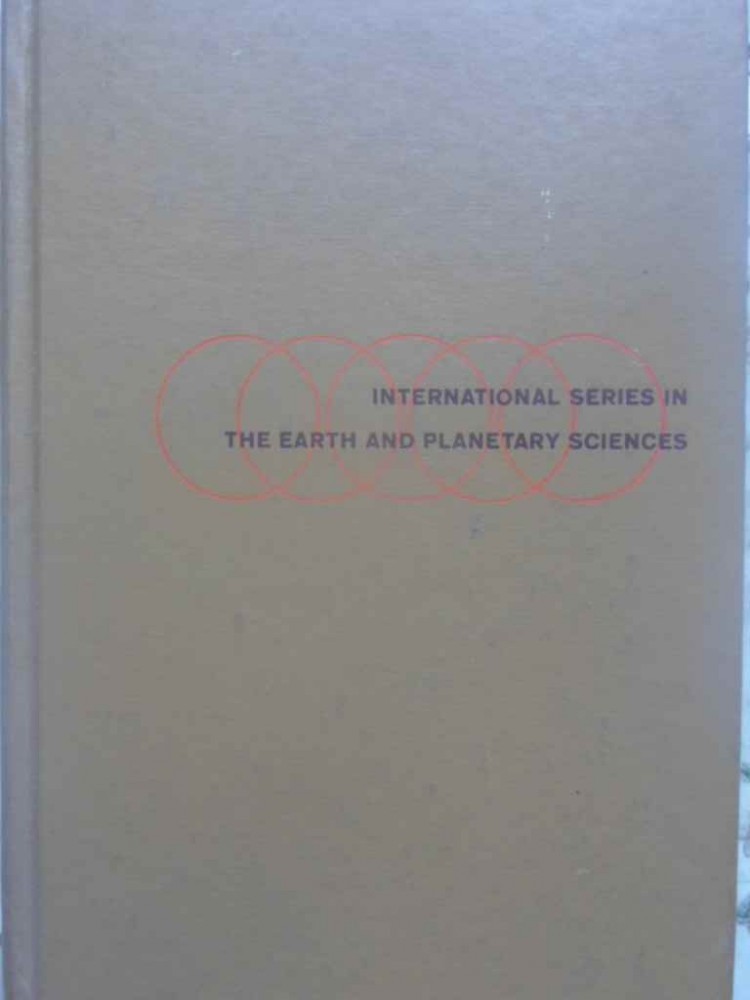 INTERNATIONAL SERIES IN
THE EARTH AND PLANETARY SCIENCES